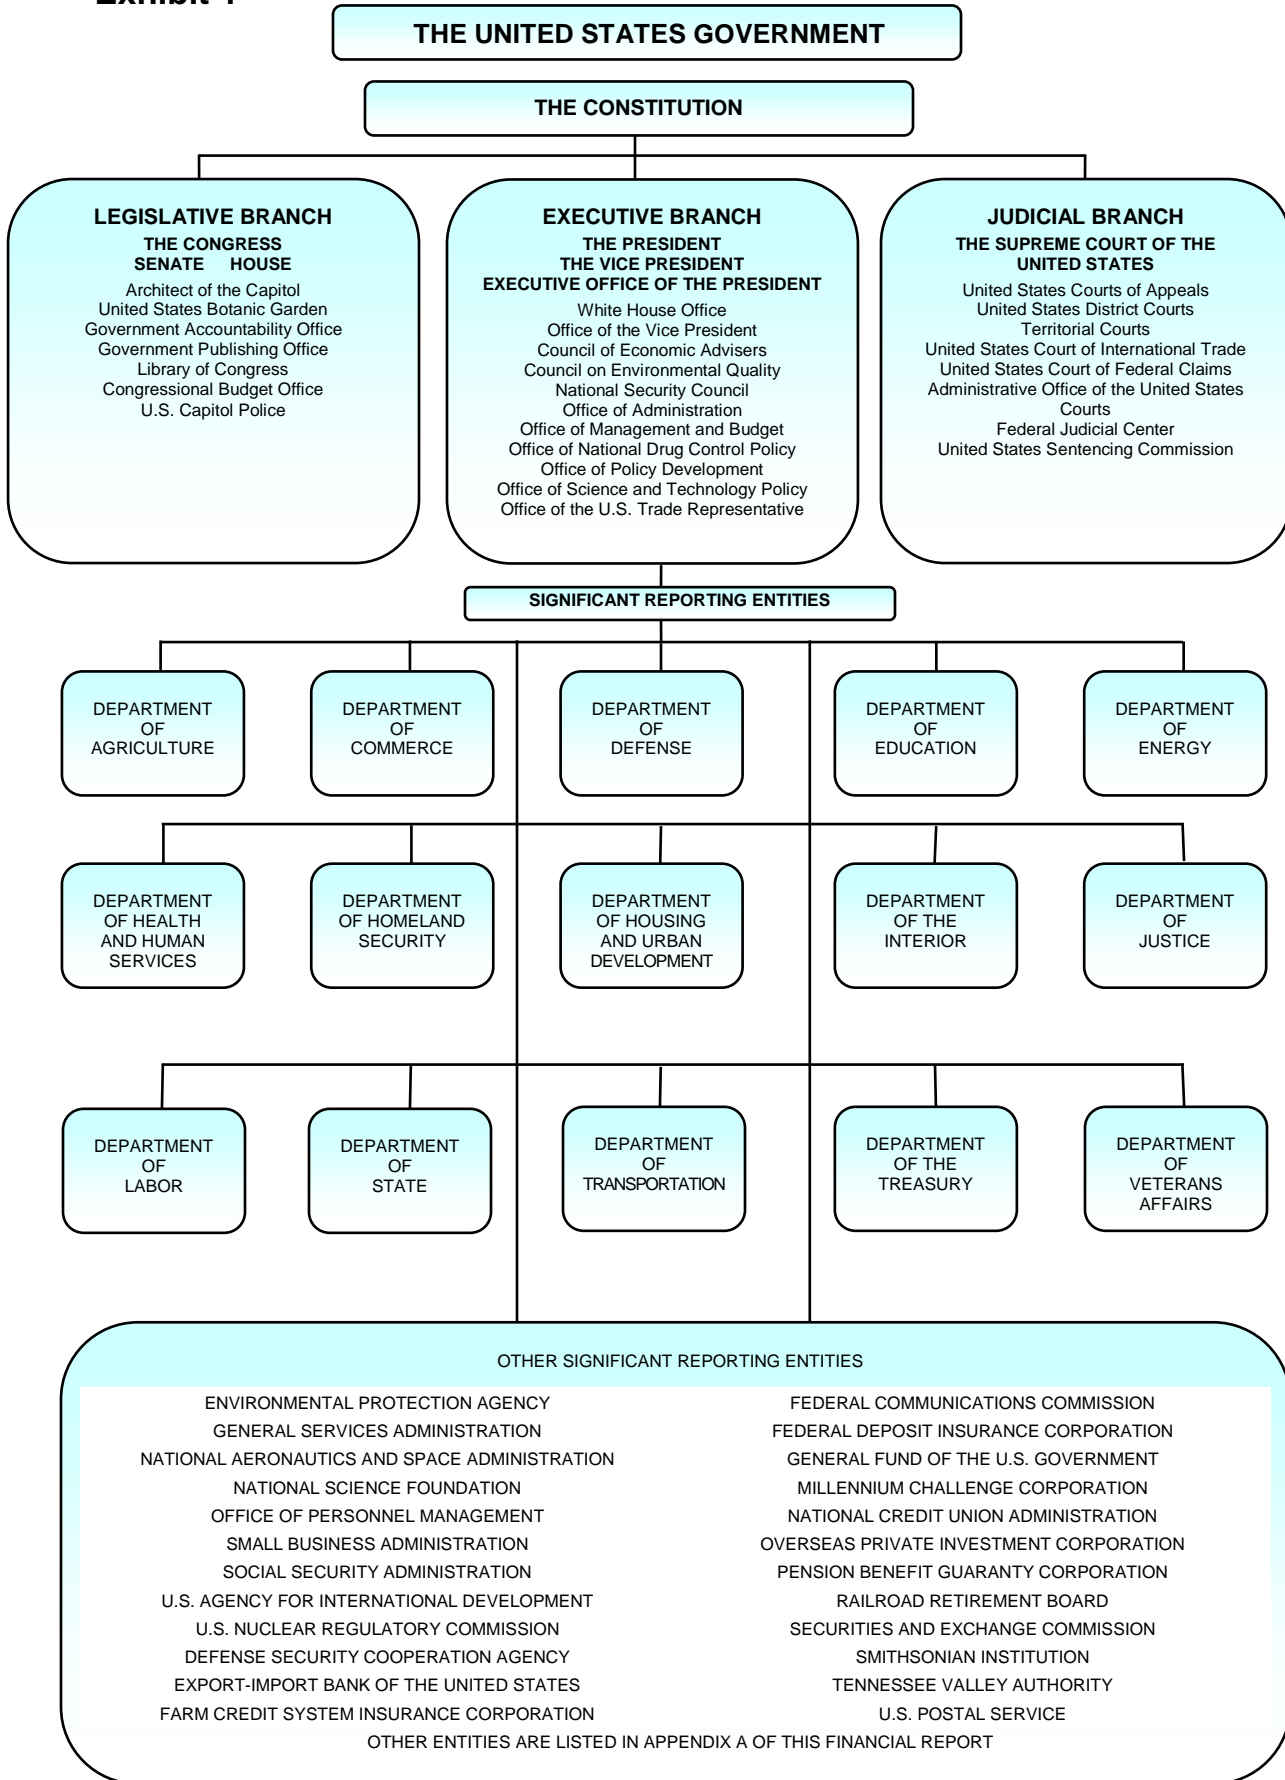 THE UNITED STATES GOVERNMENT
THE CONSTITUTION
LEGISLATIVE BRANCH
THE CONGRESS
SENATE HOUSE
Architect of the Capitol
United States Botanic Garden
Government Accountability Office
Government Publishing Office
Library of Congress
Congressional Budget Office
U.S. Capitol Police
EXECUTIVE BRANCH
THE PRESIDENT
THE VICE PRESIDENT
EXECUTIVE OFFICE OF THE PRESIDENT
White House Office
Office of the Vice President
Council of Economic Advisers
Council on Environmental Quality
National Security Council
Office of Administration
Office of Management and Budget
Office of National Drug Control Policy
Office of Policy Development
Office of Science and Technology Policy
Office of the U.S. Trade Representative
JUDICIAL BRANCH
THE SUPREME COURT OF THE
UNITED STATES
United States Courts of Appeals
United States District Courts
Territorial Courts
United States Court of International Trade
United States Court of Federal Claims
Administrative Office of the United States
Courts
Federal Judicial Center
United States Sentencing Commission
SIGNIFICANT REPORTING ENTITIES
DEPARTMENT
OF
AGRICULTURE
DEPARTMENT
OF
COMMERCE
DEPARTMENT
OF
DEFENSE
DEPARTMENT
OF
EDUCATION
DEPARTMENT
OF
ENERGY
DEPARTMENT
OF HEALTH
AND HUMAN
SERVICES
DEPARTMENT
OF HOMELAND
SECURITY
DEPARTMENT
OF HOUSING
AND URBAN
DEVELOPMENT
DEPARTMENT
OF THE
INTERIOR
DEPARTMENT
OF
JUSTICE
DEPARTMENT
OF
LABOR
DEPARTMENT
OF
STATE
DEPARTMENT
OF
TRANSPORTATION
DEPARTMENT
OF THE
TREASURY
DEPARTMENT
OF
VETERANS
AFFAIRS
OTHER SIGNIFICANT REPORTING ENTITIES
ENVIRONMENTAL PROTECTION AGENCY
GENERAL SERVICES ADMINISTRATION
NATIONAL AERONAUTICS AND SPACE ADMINISTRATION
NATIONAL SCIENCE FOUNDATION
OFFICE OF PERSONNEL MANAGEMENT
SMALL BUSINESS ADMINISTRATION
SOCIAL SECURITY ADMINISTRATION
U.S. AGENCY FOR INTERNATIONAL DEVELOPMENT
U.S. NUCLEAR REGULATORY COMMISSION
DEFENSE SECURITY COOPERATION AGENCY
EXPORT-IMPORT BANK OF THE UNITED STATES
FARM CREDIT SYSTEM INSURANCE CORPORATION
FEDERAL COMMUNICATIONS COMMISSION
FEDERAL DEPOSIT INSURANCE CORPORATION
GENERAL FUND OF THE U.S. GOVERNMENT
MILLENNIUM CHALLENGE CORPORATION
NATIONAL CREDIT UNION ADMINISTRATION
OVERSEAS PRIVATE INVESTMENT CORPORATION
PENSION BENEFIT GUARANTY CORPORATION
RAILROAD RETIREMENT BOARD
SECURITIES AND EXCHANGE COMMISSION
SMITHSONIAN INSTITUTION
TENNESSEE VALLEY AUTHORITY
U.S. POSTAL SERVICE
OTHER ENTITIES ARE LISTED IN APPENDIX A OF THIS FINANCIAL REPORT